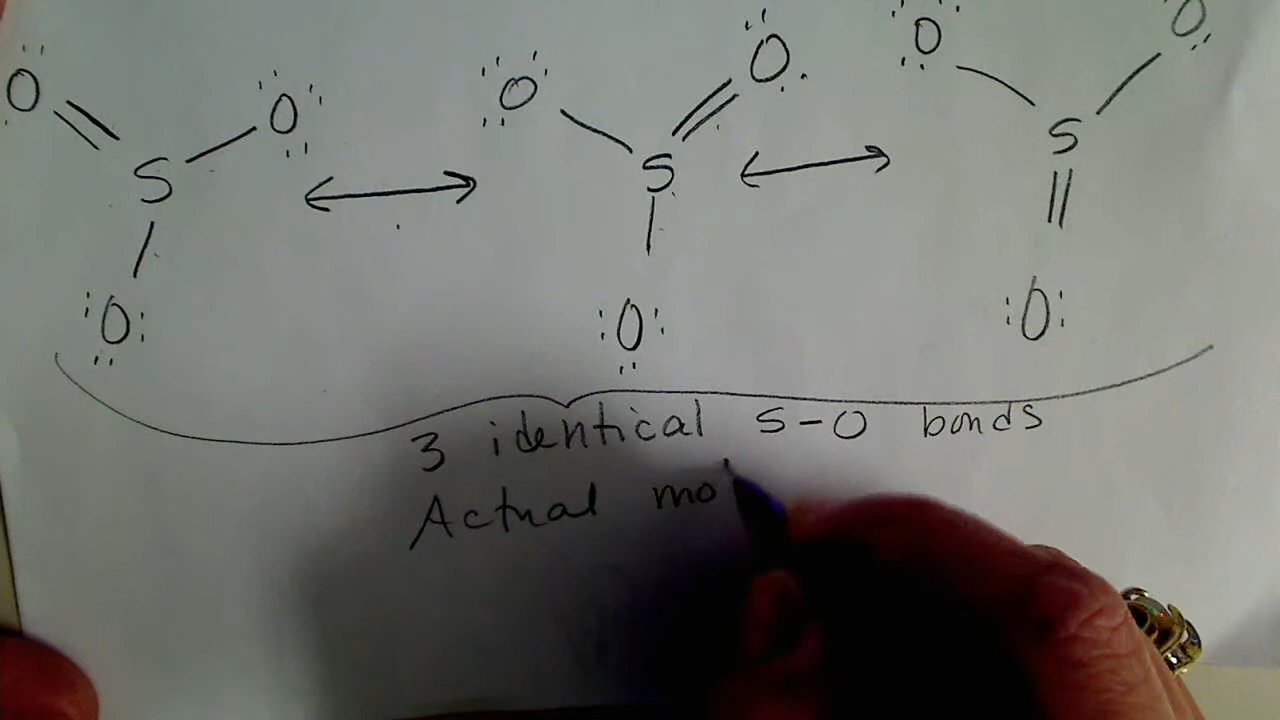 O O O O O O
S S S
O O O
3 identical S-O bonds
Actual mo